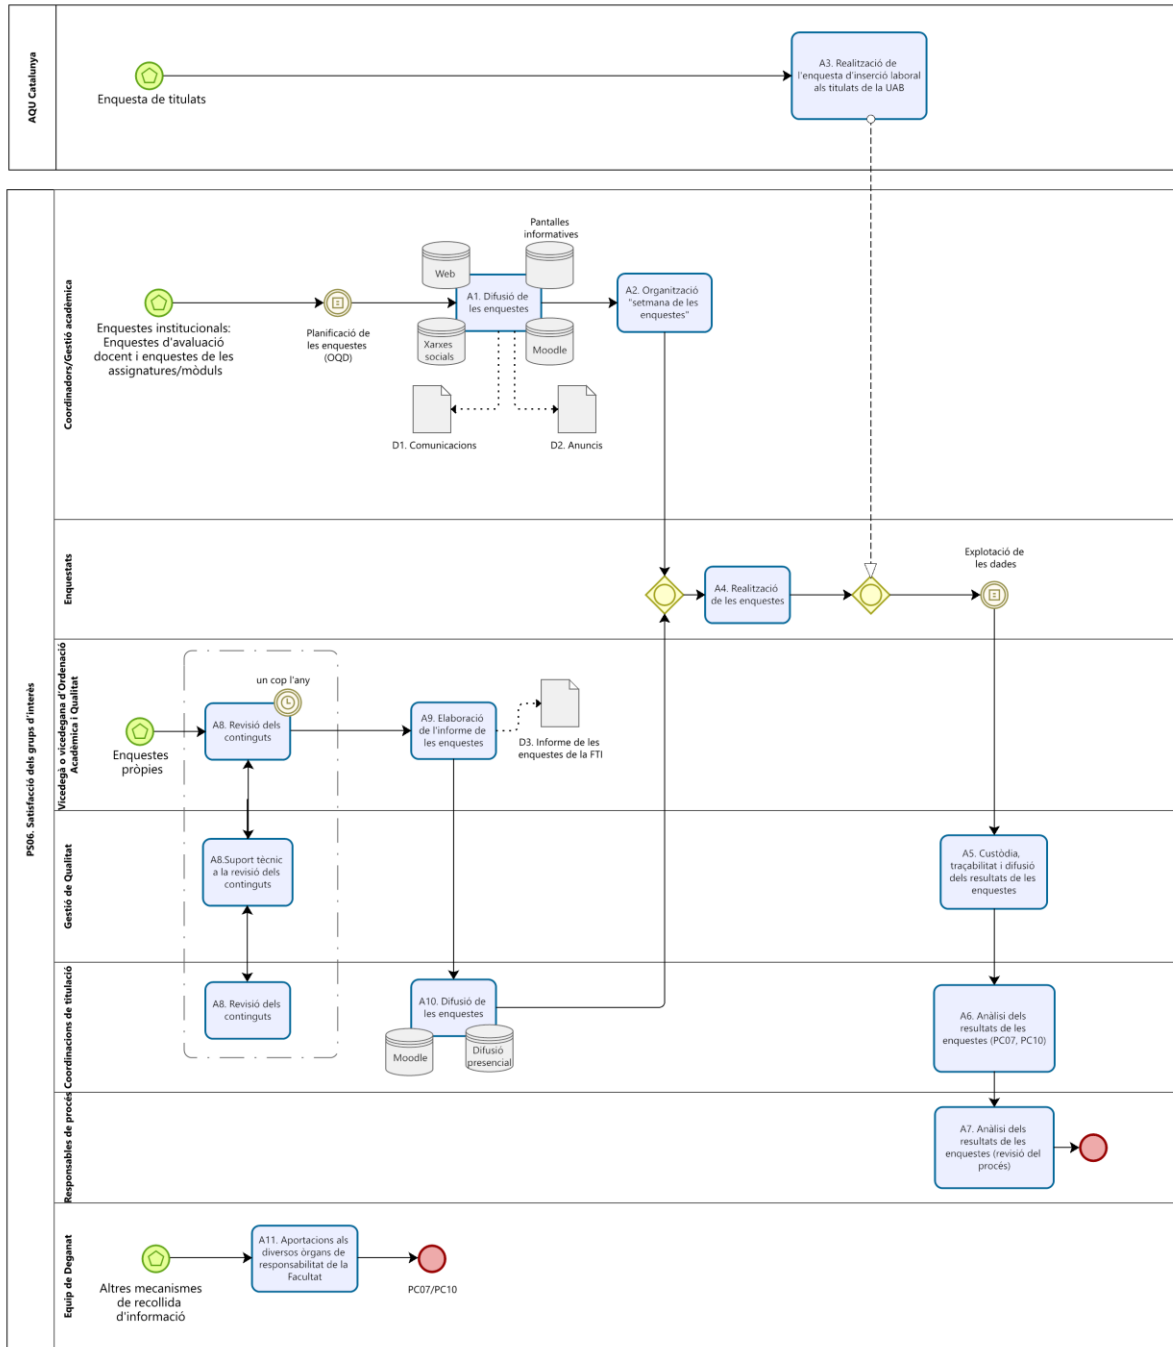 AQU Catalunya
Enquesta de titulats
A3. Realització de
l'enquesta d'inserció laboral
als titulats de la UAB
PS06. Satisfacció dels grups d'interès
Coordinadors/Gestió acadèmica
Enquestes institucionals:
Enquestes d'avaluació
docent i enquestes de les
assignatures/mòduls
Planificació de
les enquestes
(OQD)
Web
Pantalles
informatives
A1. Difusió de
les enquestes
Xarxes
socials
Moodle
D1. Comunicacions
D2. Anuncis
A2. Organització
"setmana de les
enquestes"
Enquestats
A4. Realització
de les enquestes
Explotació de
les dades
Vicedegà o vicedegana d'Ordenació
Acadèmica i Qualitat
Enquestes
pròpies
un cop l'any
A8. Revisió dels
continguts
A9. Elaboració
de l'informe de
les enquestes
D3. Informe de les
enquestes de la FTI
Gestió de Qualitat
A8.Suport tècnic
a la revisió dels
continguts
A5. Custòdia,
traçabilitat i difusió
dels resultats de les
enquestes
Coordinacions de titulació
A8. Revisió dels
continguts
A10. Difusió de
les enquestes
Moodle
Difusió
presencial
A6. Anàlisi dels
resultats de les
enquestes (PC07, PC10)
Responsables de procés
A7. Anàlisi dels
resultats de les
enquestes (revisió del
procés)
Equip de Deganat
Altres mecanismes
de recollida
d'informació
A11. Aportacions als
diversos òrgans de
responsabilitat de la
Facultat
PC07/PC10